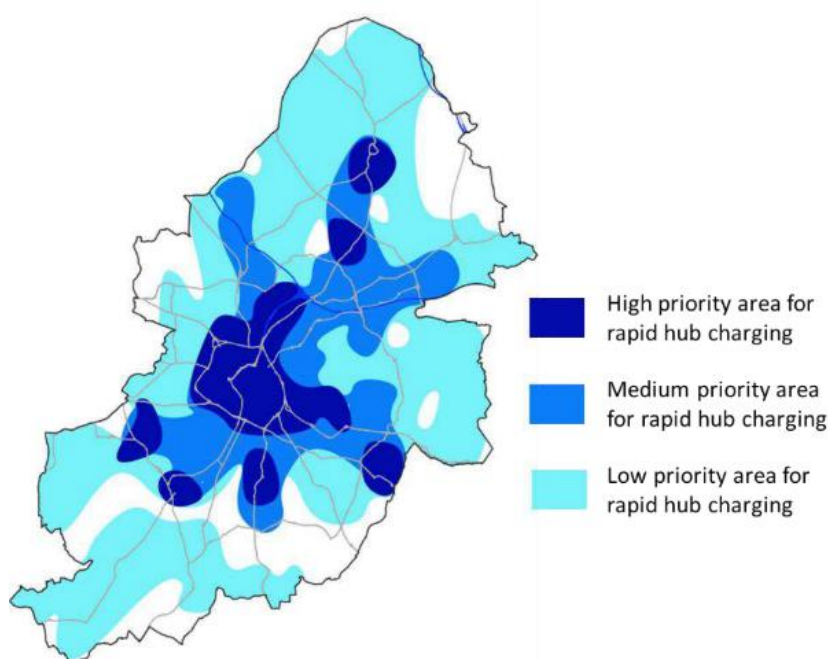 High priority area for
rapid hub charging
Medium priority area
for rapid hub charging
Low priority area for
rapid hub charging